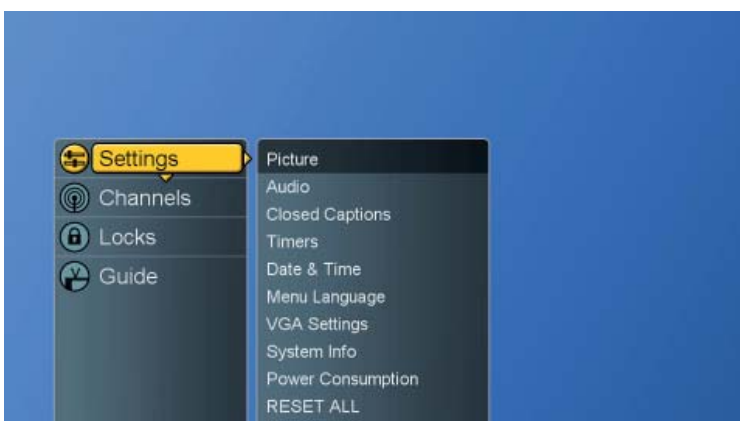 Settings
Channels
Locks
Guide
Picture
Audio
Closed Captions
Timers
Date & Time
Menu Language
VGA Settings
System Info
Power Consumption
RESET ALL